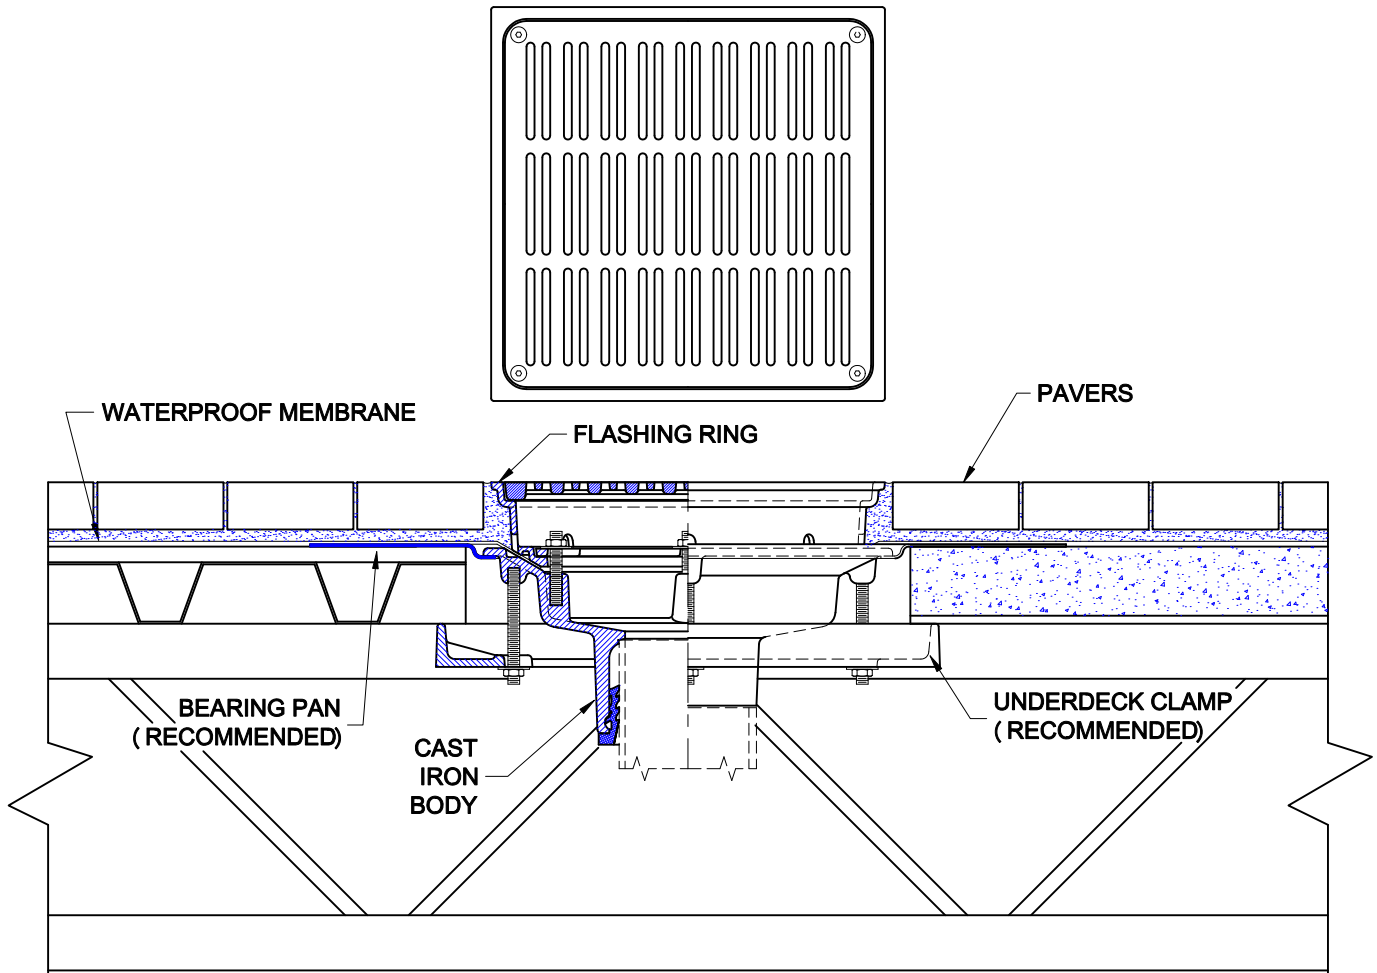 WATERPROOF MEMBRANE
PAVERS
FLASHING RING
BEARING PAN
( RECOMMENDED)
CAST
IRON
BODY
UNDERDECK CLAMP
( RECOMMENDED)